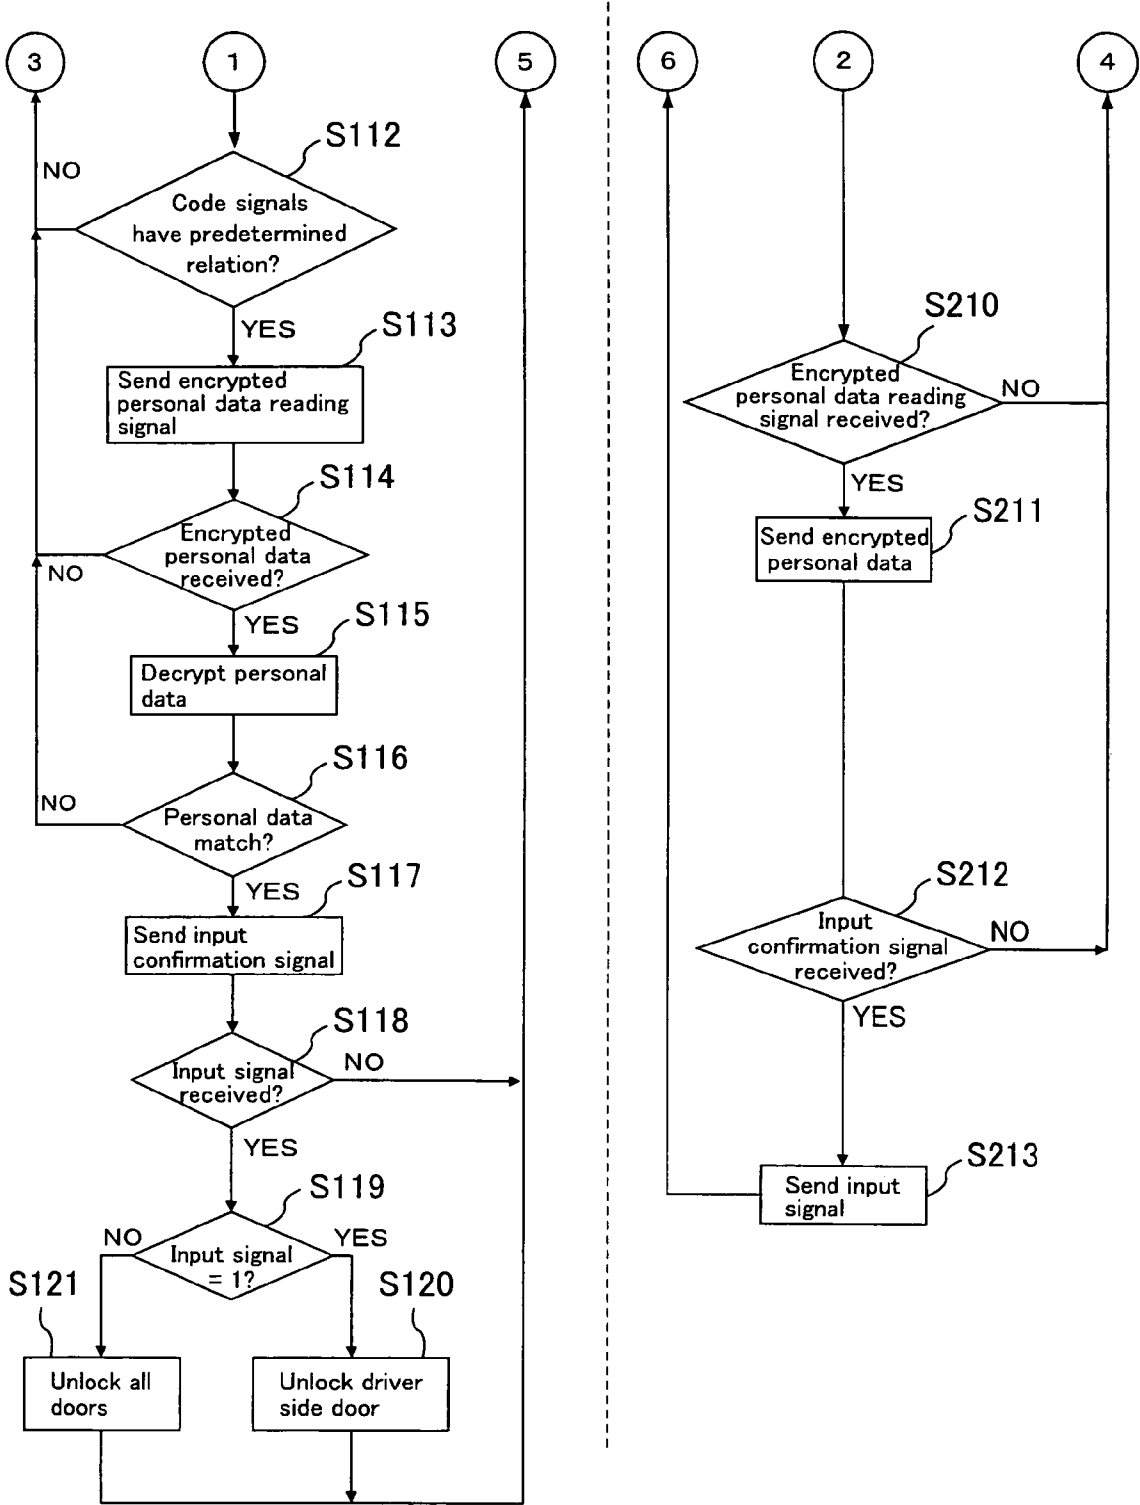 3
1
5
S112
NO
Code signals
have predetermined
relation?
YES
S113
Send encrypted
personal data reading
signal
S114
Encrypted
personal data
received?
NO
YES
S115
Decrypt personal
data
S116
Personal data
match?
NO
YES
S117
Send input
confirmation signal
S118
Input signal
received?
NO
YES
S119
Input signal
= 1?
NO
YES
S121
S120
Unlock all
doors
Unlock driver
side door
6
2
4
S210
Encrypted
personal data reading
signal received?
NO
YES
S211
Send encrypted
personal data
S212
Input
confirmation signal
received?
NO
YES
S213
Send input
signal